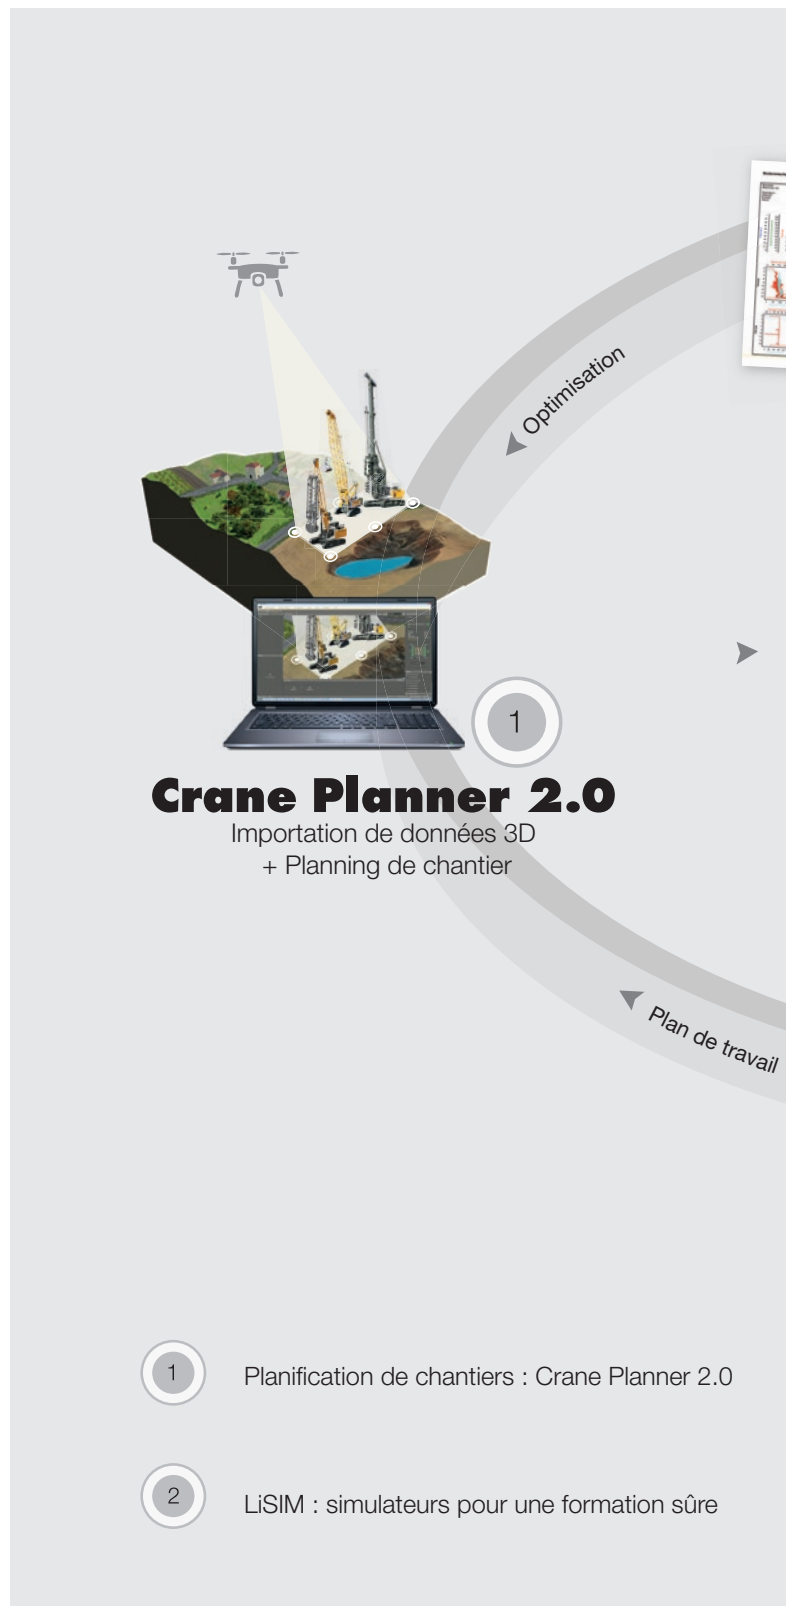 Optimisation
1
Crane Planner 2.0
Importation de données 3D
+ Planning de chantier
Plan de travail
1
Planification de chantiers : Crane Planner 2.0
2
LiSIM : simulateurs pour une formation sûre